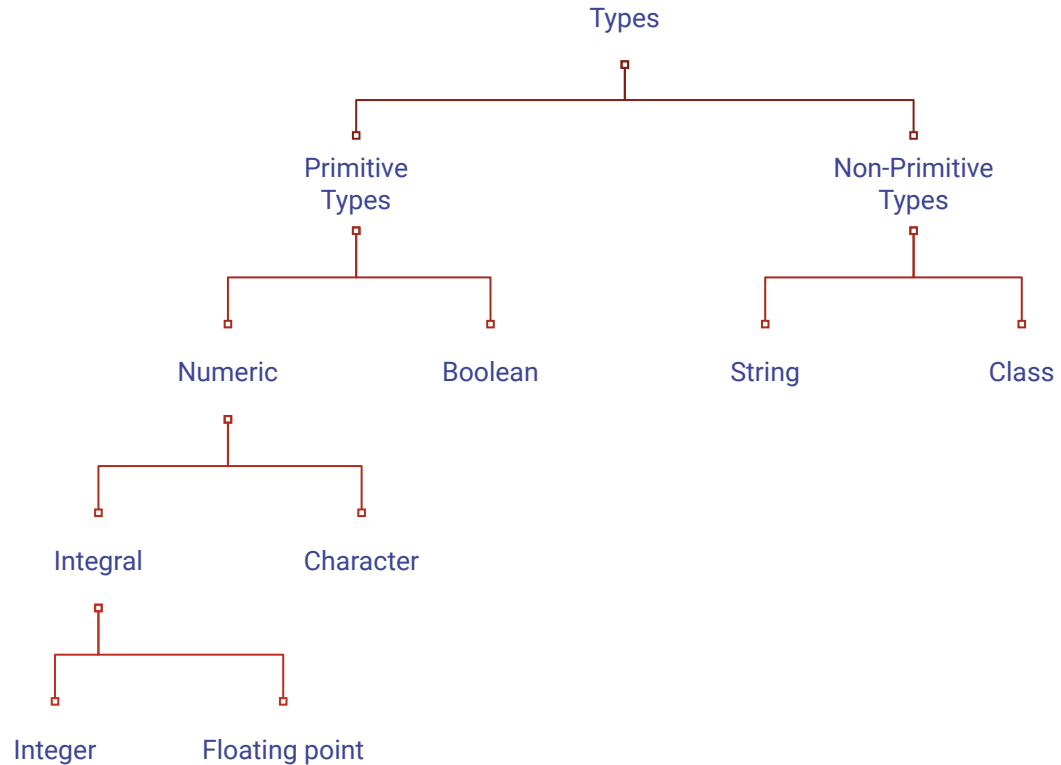 Types
Primitive
Types
Non-Primitive
Types
Numeric
Boolean
String
Class
Integral
Character
Integer
Floating point